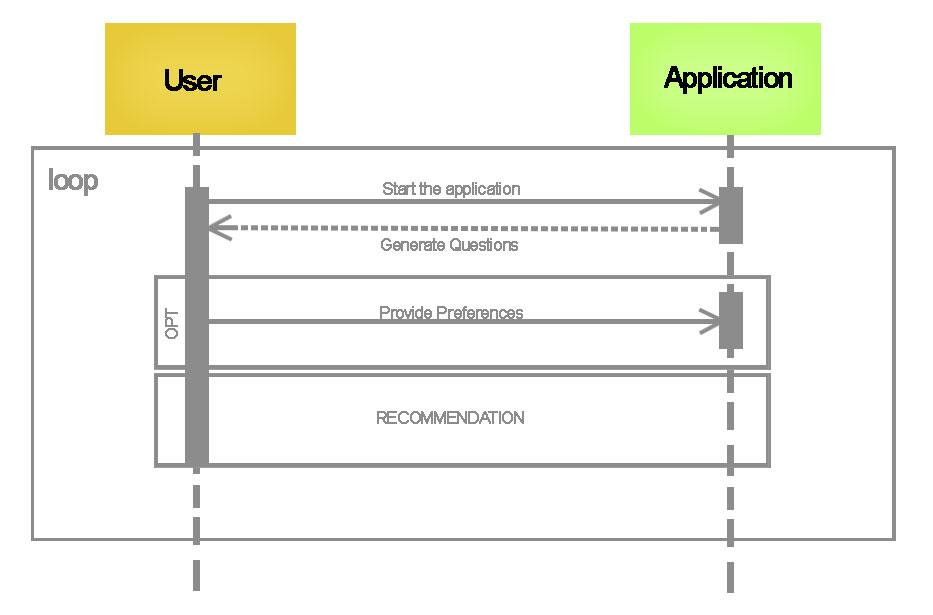 User
Application
loop
Start the application
Generate Questions
OPT
Provide Preferences
RECOMMENDATION